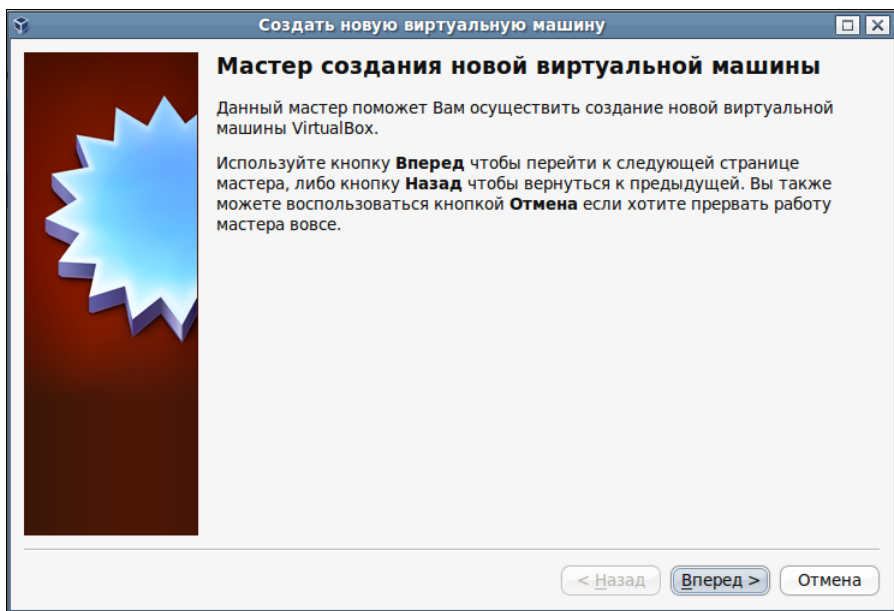 Создать новую виртуальную машину
Мастер создания новой виртуальной машины
Данный мастер поможет Вам осуществить создание новой виртуальной
машины VirtualBox.
Используйте кнопку Вперед чтобы перейти к следующей странице
мастера, либо кнопку Назад чтобы вернуться к предыдущей. Вы также
можете воспользоваться кнопкой Отмена если хотите прервать работу
мастера вовсе.
< Назад Вперед > Отмена